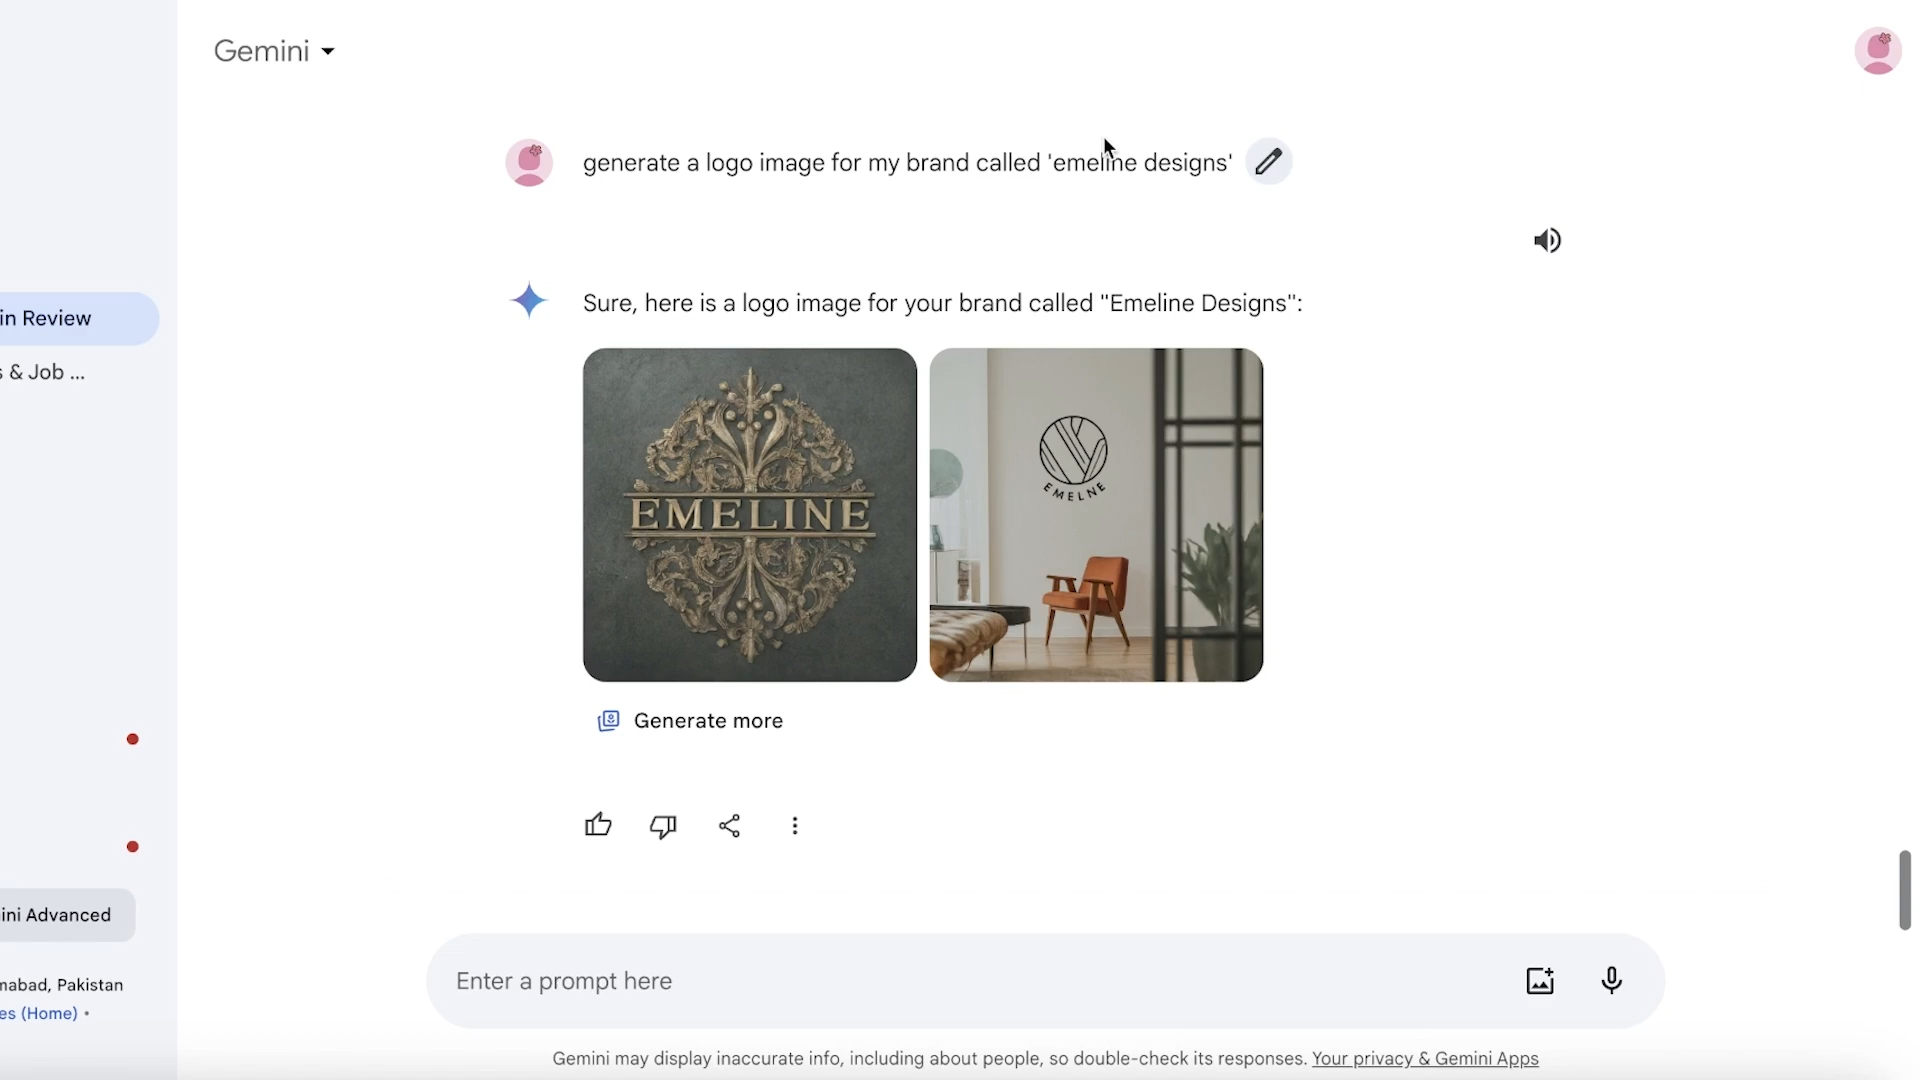 Gemini
generate a logo image for my brand called 'emeline designs'
Sure, here is a logo image for your brand called "Emeline Designs":
in Review
s & Job ...
EMELINE
EMELNE
Generate more
ini Advanced
mabad, Pakistan
es (Home) •
Enter a prompt here
Gemini may display inaccurate info, including about people, so double-check its responses. Your privacy & Gemini Apps